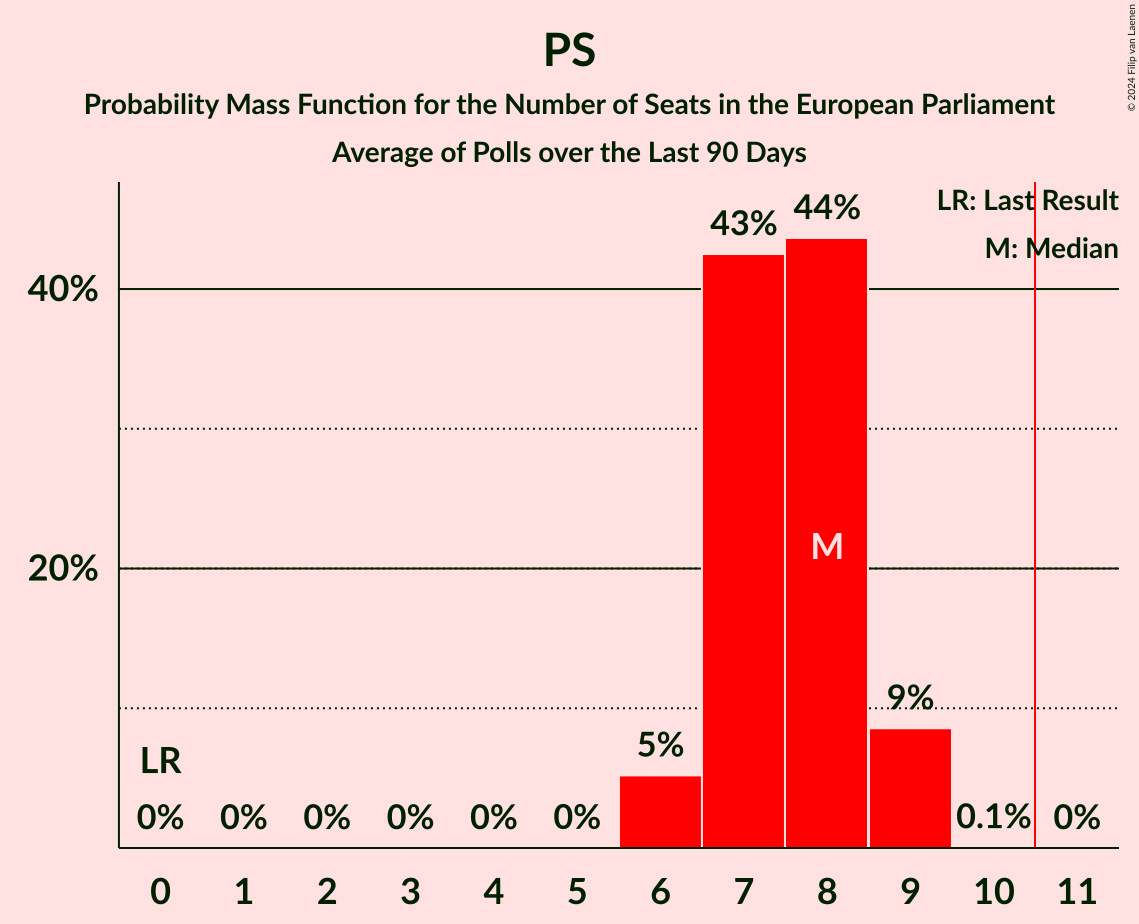 PS
Probability Mass Function for the Number of Seats in the European Parliament
Average of Polls over the Last 90 Days
© 2024 Filip van Laenen
LR: Last Result
M: Median
43%
44%
40%
20%
M
9%
5%
LR
0%
0%
0%
0%
0%
0%
0.1%
0%
0 1 2 3 4 5 6 7 8 9 10 11